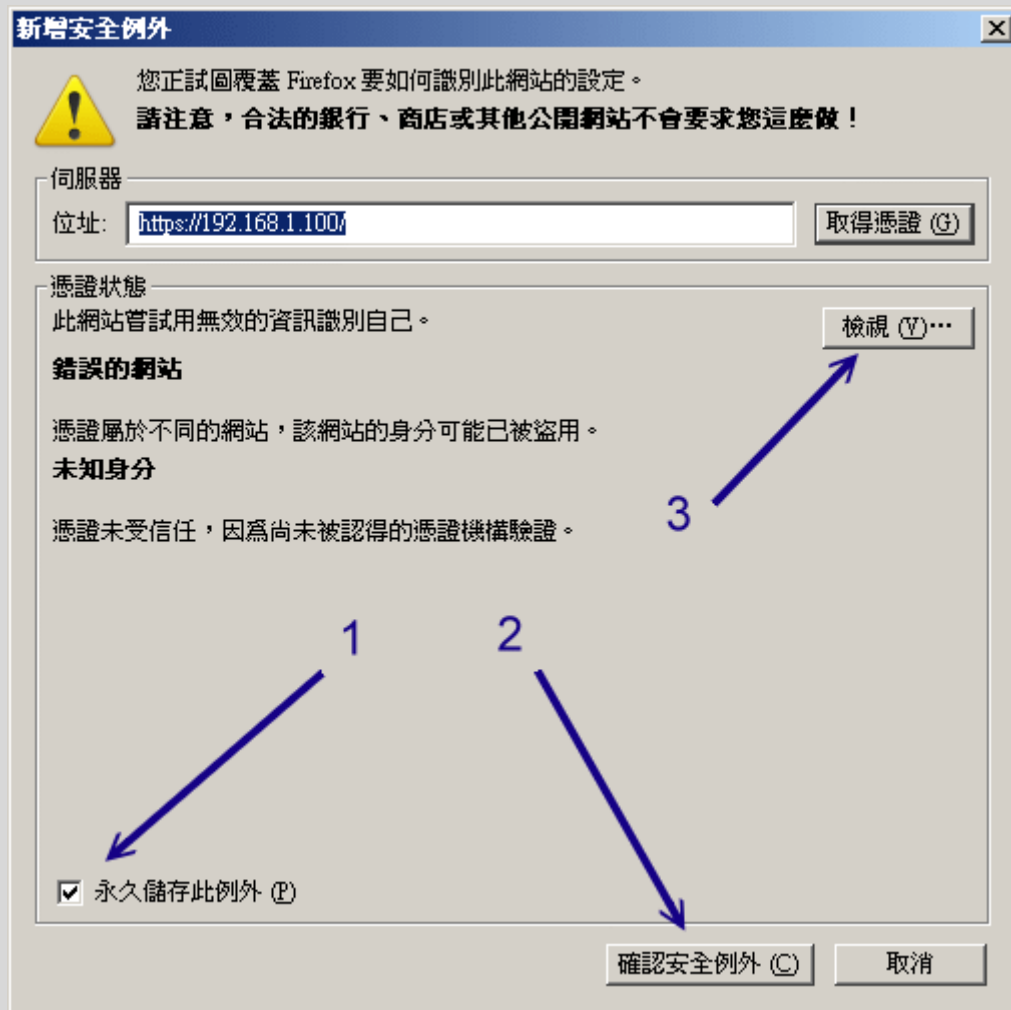 新增安全例外
您正試圖覆蓋 Firefox 要如何識別此網站的設定。
請注意，合法的銀行、商店或其他公開網站不會要求您這麼做！
伺服器
位址: https://192.168.1.100/ 取得憑證 (G)
憑證狀態
此網站嘗試用無效的資訊識別自己。
檢視 (V)…
錯誤的網站
憑證屬於不同的網站，該網站的身分可能已被盜用。
未知身分
3
憑證未受信任，因為尚未被認得的憑證機構驗證。
1 2
永久儲存此例外 (P)
確認安全例外 (C) 取消